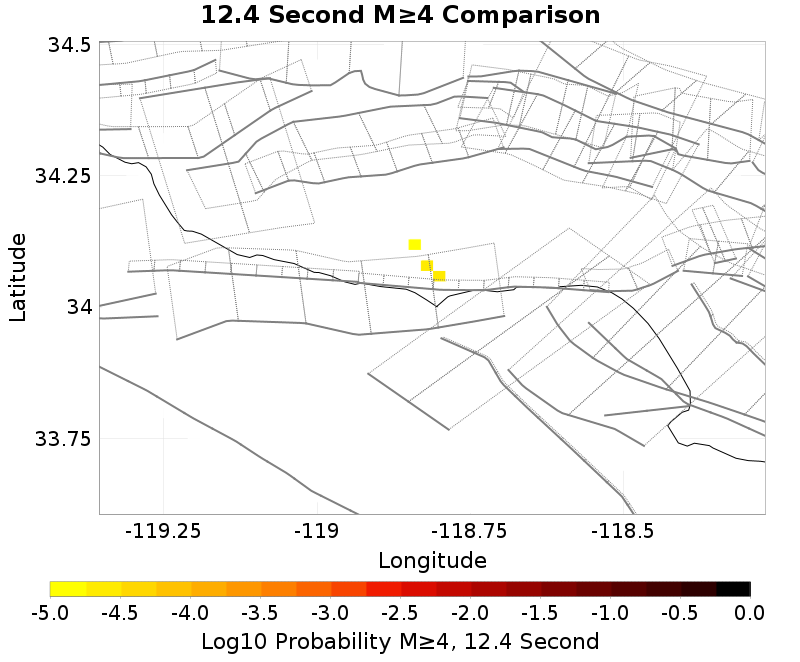 12.4 Second M≥4 Comparison
34.5
34.25
34
33.75
Latitude
-119.25 -119 -118.75 -118.5
Longitude
-5.0 -4.5 -4.0 -3.5 -3.0 -2.5 -2.0 -1.5 -1.0 -0.5 0.0
Log10 Probability M≥4, 12.4 Second